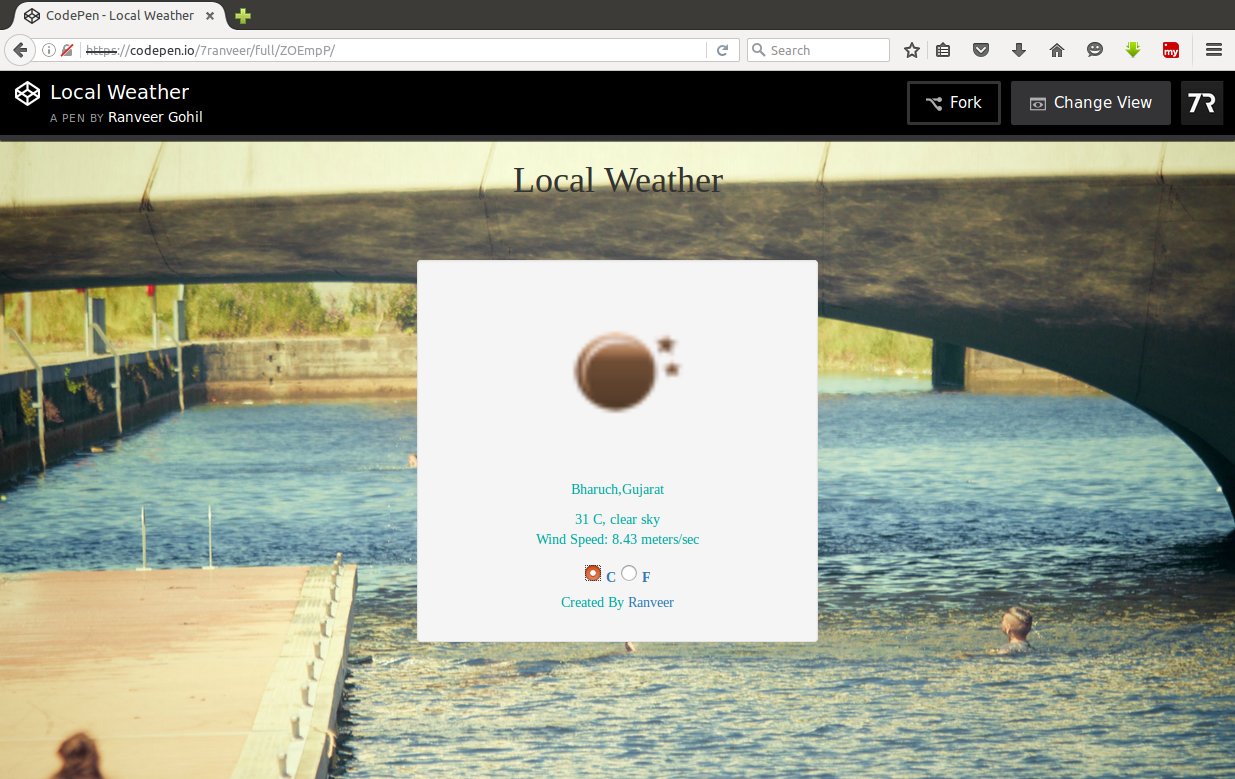 CodePen - Local Weather
https://codepen.io/7ranveer/full/ZOEmpP/
Search
my
Local Weather
A PEN BY Ranveer Gohil
Fork
Change View
7R
Local Weather
Bharuch,Gujarat
31 C, clear sky
Wind Speed: 8.43 meters/sec
C F
Created By Ranveer